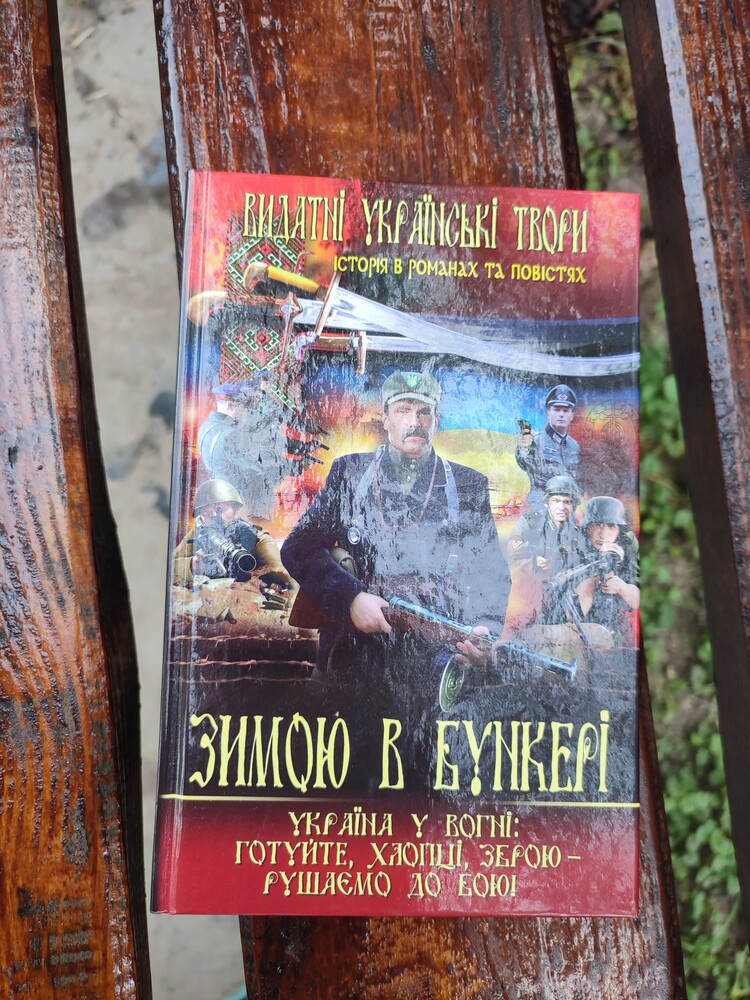 ВИДАТНІ УКРАЇНСЬКІ ТВОРИ
ІСТОРІЯ В РОМАНАХ ТА ПОВІСТЯХ
ЗИМОЮ В БУНКЕРІ
УКРАЇНА У ВОГНІ:
ГОТУЙТЕ, ХЛОПЦІ, ЗБРОЮ –
РУШАЄМО ДО БОЮ!